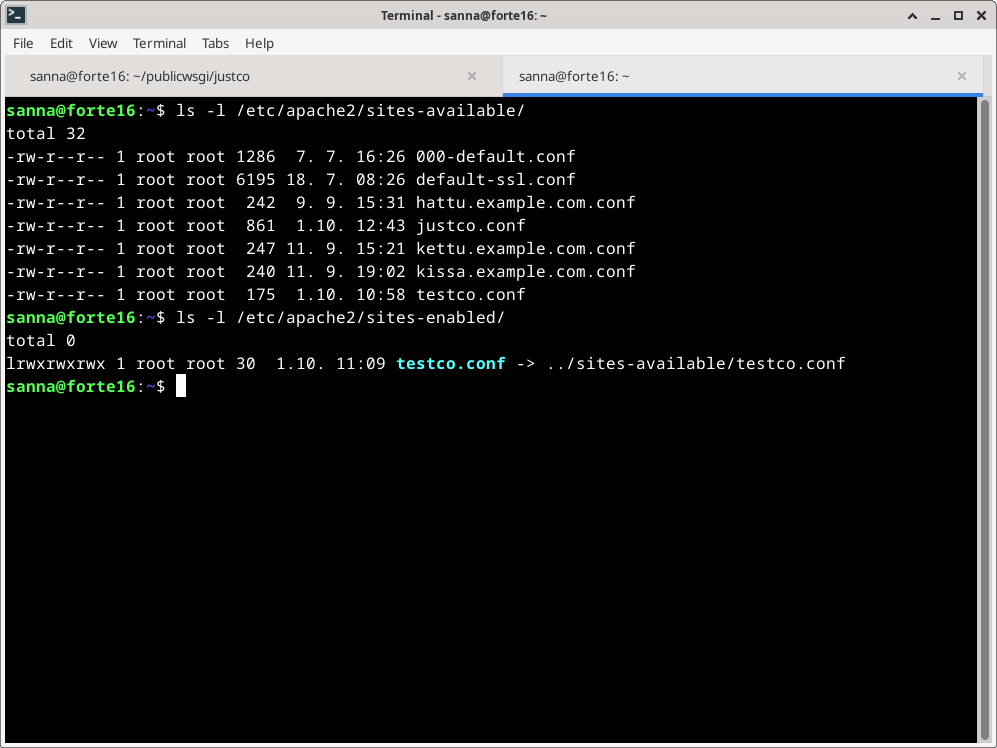 Terminal - sanna@forte16: ~
File Edit View Terminal Tabs Help
sanna@forte16: ~/publicwsgi/justco
sanna@forte16: ~
sanna@forte16:~$ ls -l /etc/apache2/sites-available/
total 32
-rw-r--r-- 1 root root 1286  7. 7. 16:26 000-default.conf
-rw-r--r-- 1 root root 6195 18. 7. 08:26 default-ssl.conf
-rw-r--r-- 1 root root  242  9. 9. 15:31 hattu.example.com.conf
-rw-r--r-- 1 root root  861  1.10. 12:43 justco.conf
-rw-r--r-- 1 root root  247 11. 9. 15:21 kettu.example.com.conf
-rw-r--r-- 1 root root  240 11. 9. 19:02 kissa.example.com.conf
-rw-r--r-- 1 root root  175  1.10. 10:58 testco.conf
sanna@forte16:~$ ls -l /etc/apache2/sites-enabled/
total 0
lrwxrwxrwx 1 root root 30  1.10. 11:09 testco.conf -> ../sites-available/testco.conf
sanna@forte16:~$